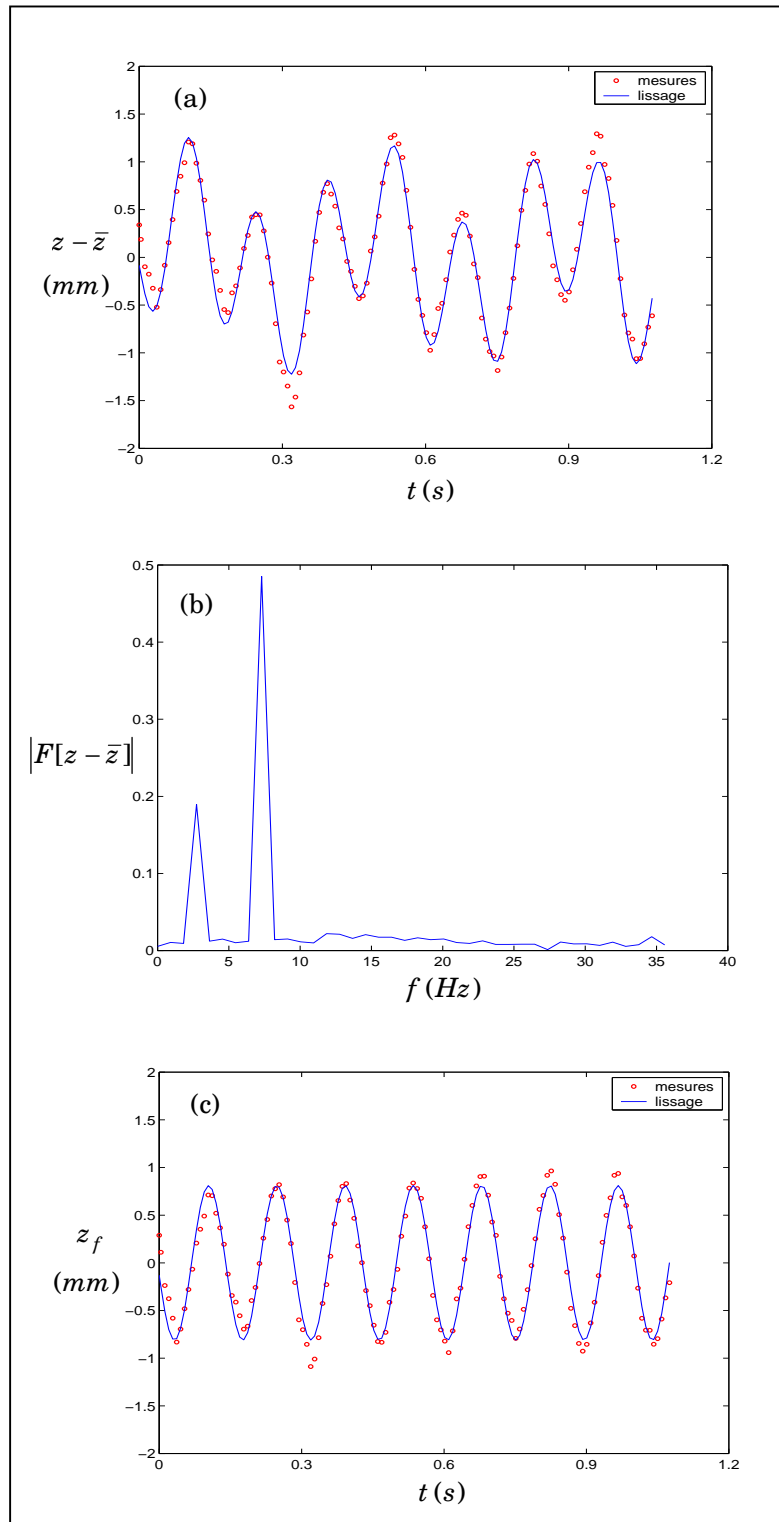 (a)
mesures
lissage
2
1.5
1
0.5
0
−0.5
−1
−1.5
−2
z − z̄
(mm)
0 0.3 0.6 0.9 1.2
t (s)
(b)
0.5
0.4
0.3
0.2
0.1
0
|F[z − z̄]|
0 5 10 15 20 25 30 35 40
f (Hz)
(c)
mesures
lissage
2
1.5
1
0.5
0
−0.5
−1
−1.5
−2
z_f
(mm)
0 0.3 0.6 0.9 1.2
t (s)